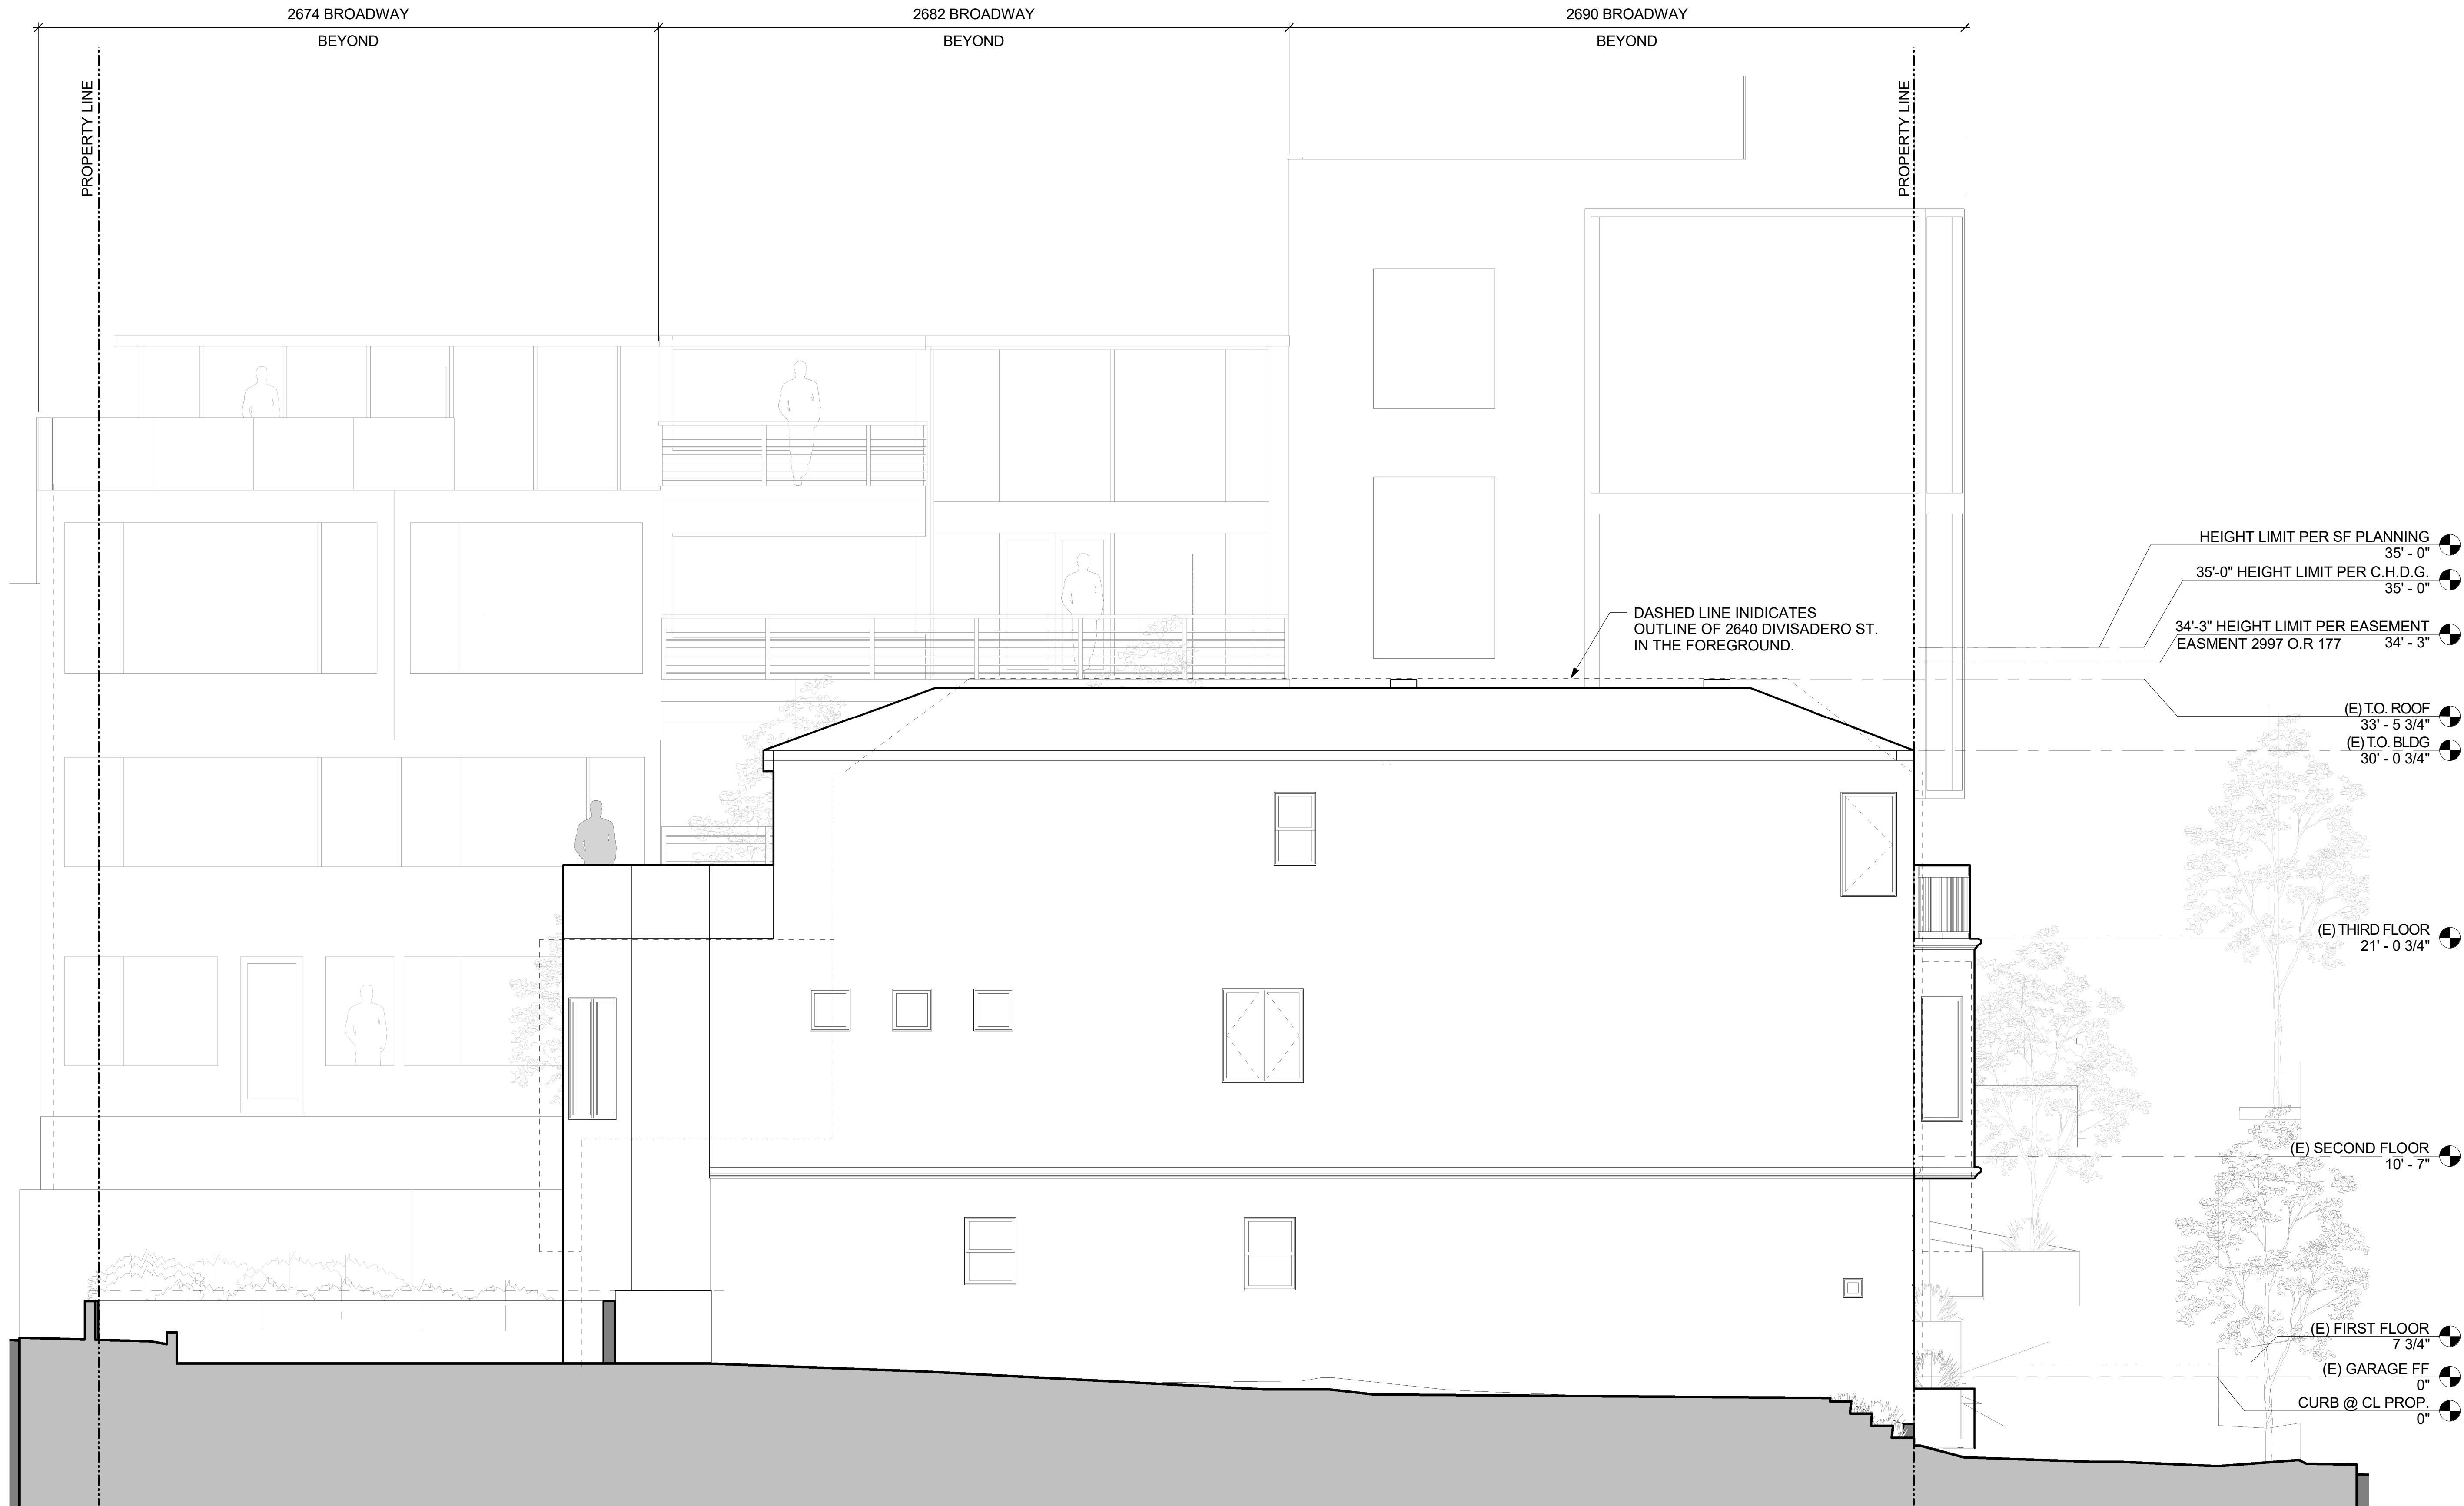 2674 BROADWAY
BEYOND
2682 BROADWAY
BEYOND
2690 BROADWAY
BEYOND
PROPERTY LINE
PROPERTY LINE
HEIGHT LIMIT PER SF PLANNING
35' - 0"
35'-0" HEIGHT LIMIT PER C.H.D.G.
35' - 0"
34'-3" HEIGHT LIMIT PER EASEMENT
EASMENT 2997 O.R 177 34' - 3"
DASHED LINE INIDICATES
OUTLINE OF 2640 DIVISADERO ST.
IN THE FOREGROUND.
(E) T.O. ROOF
33' - 5 3/4"
(E) T.O. BLDG
30' - 0 3/4"
(E) THIRD FLOOR
21' - 0 3/4"
(E) SECOND FLOOR
10' - 7"
(E) FIRST FLOOR
7 3/4"
(E) GARAGE FF
0"
CURB @ CL PROP.
0"